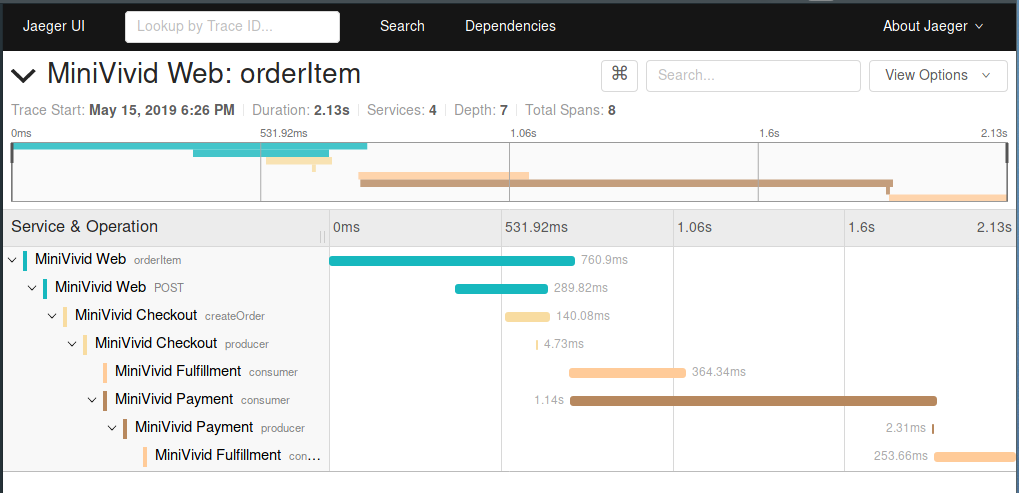 Jaeger UI Lookup by Trace ID... Search Dependencies About Jaeger
MiniVivid Web: orderItem ⌘ Search... View Options
Trace Start: May 15, 2019 6:26 PM Duration: 2.13s Services: 4 Depth: 7 Total Spans: 8
0ms 531.92ms 1.06s 1.6s 2.13s
Service & Operation 0ms 531.92ms 1.06s 1.6s 2.13s
MiniVivid Web orderItem 760.9ms
MiniVivid Web POST 289.82ms
MiniVivid Checkout createOrder 140.08ms
MiniVivid Checkout producer 4.73ms
MiniVivid Fulfillment consumer 364.34ms
MiniVivid Payment consumer 1.14s
MiniVivid Payment producer 2.31ms
MiniVivid Fulfillment con... 253.66ms